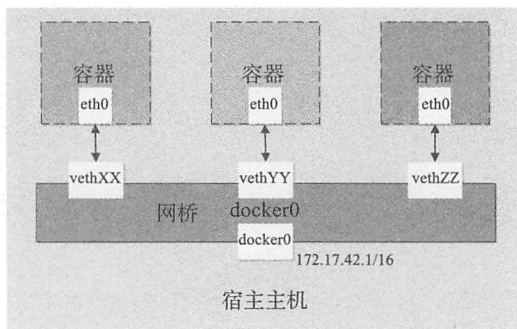 容器 容器 容器
eth0 eth0 eth0
vethXX vethYY vethZZ
网桥 docker0
docker0
172.17.42.1/16
宿主主机